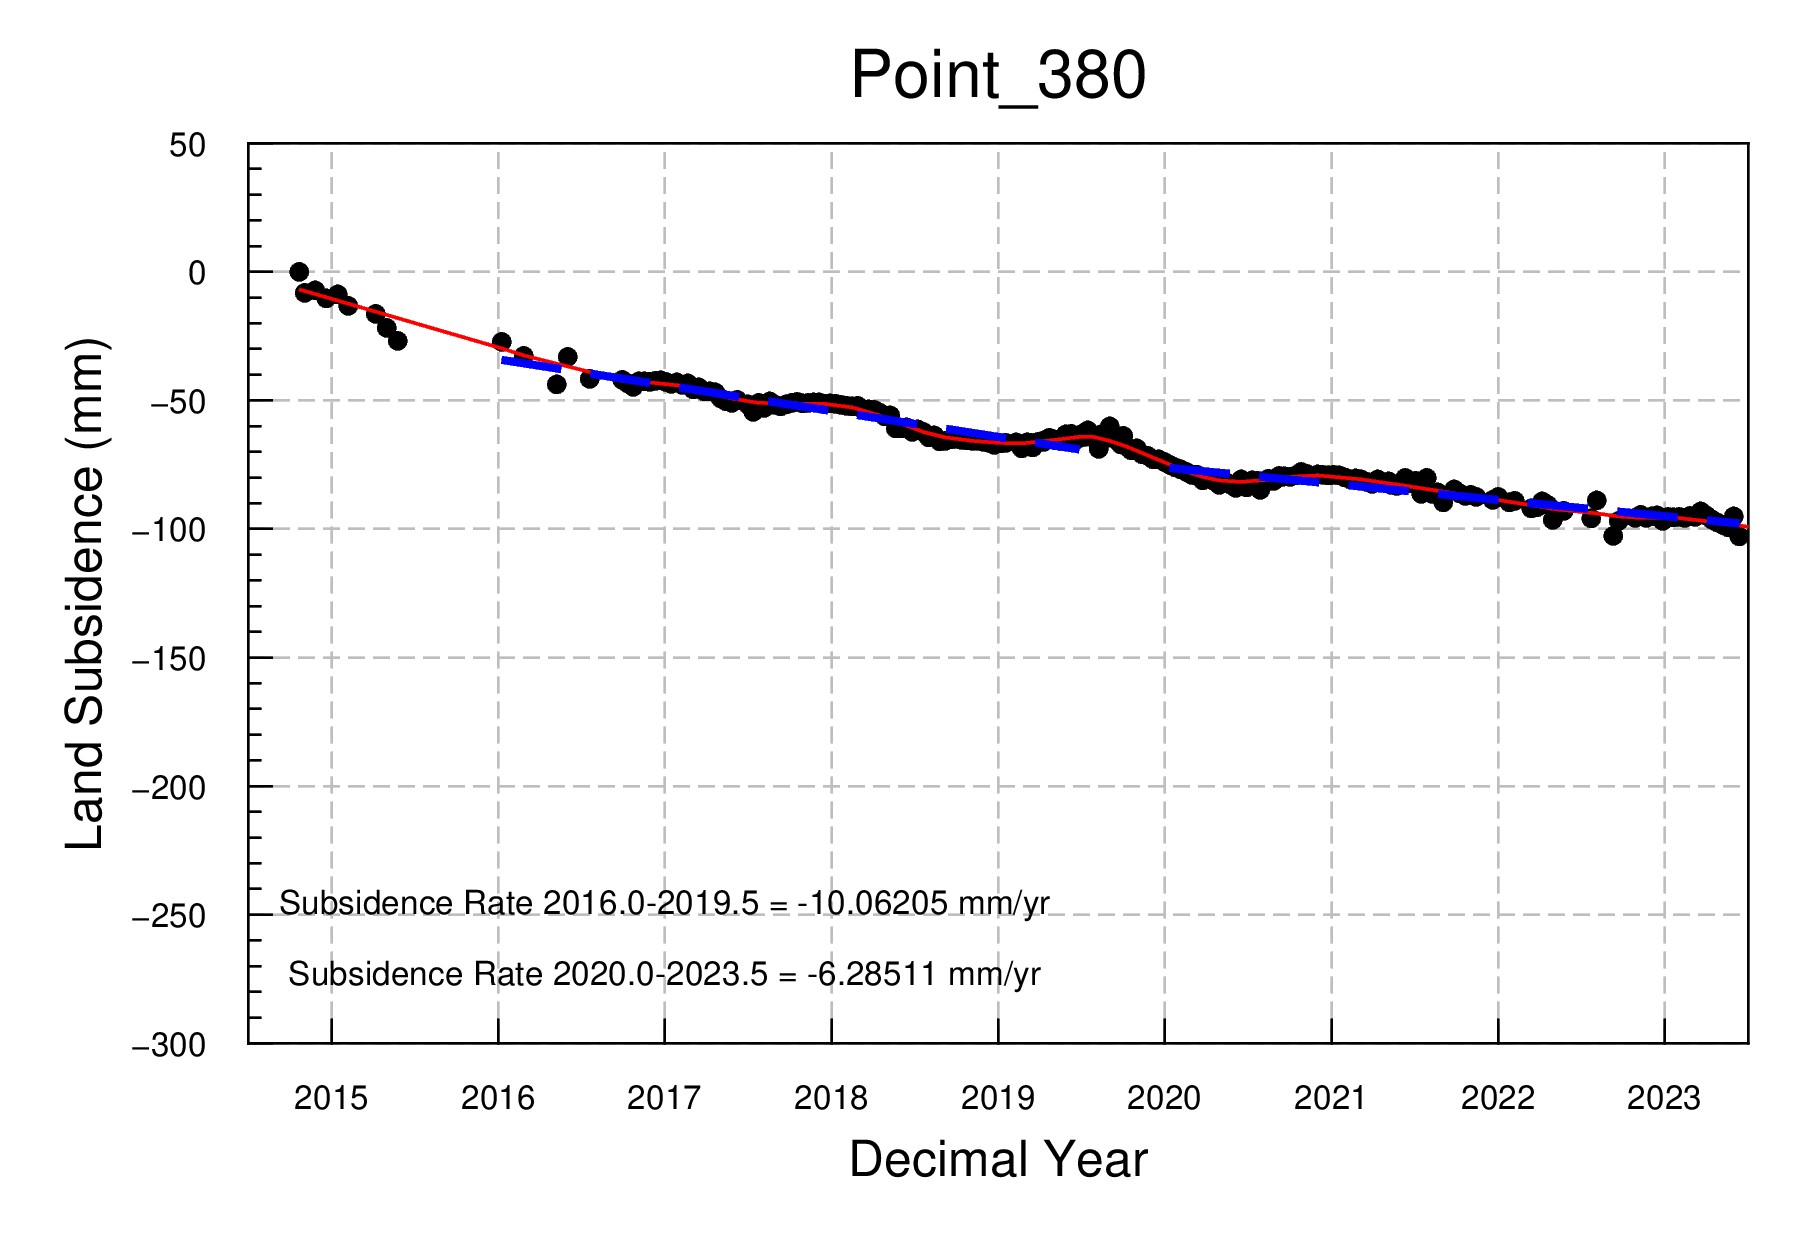 Point_380
50
0
−50
−100
−150
−200
−250
−300
Land Subsidence (mm)
Subsidence Rate 2016.0-2019.5 = -10.06205 mm/yr
Subsidence Rate 2020.0-2023.5 = -6.28511 mm/yr
2015 2016 2017 2018 2019 2020 2021 2022 2023
Decimal Year